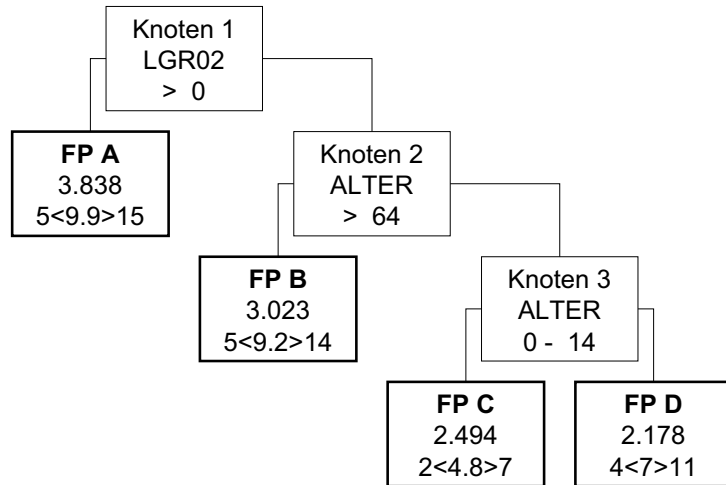 Knoten 1
LGR02
> 0
FP A
3.838
5<9.9>15
Knoten 2
ALTER
> 64
FP B
3.023
5<9.2>14
Knoten 3
ALTER
0 - 14
FP C
2.494
2<4.8>7
FP D
2.178
4<7>11